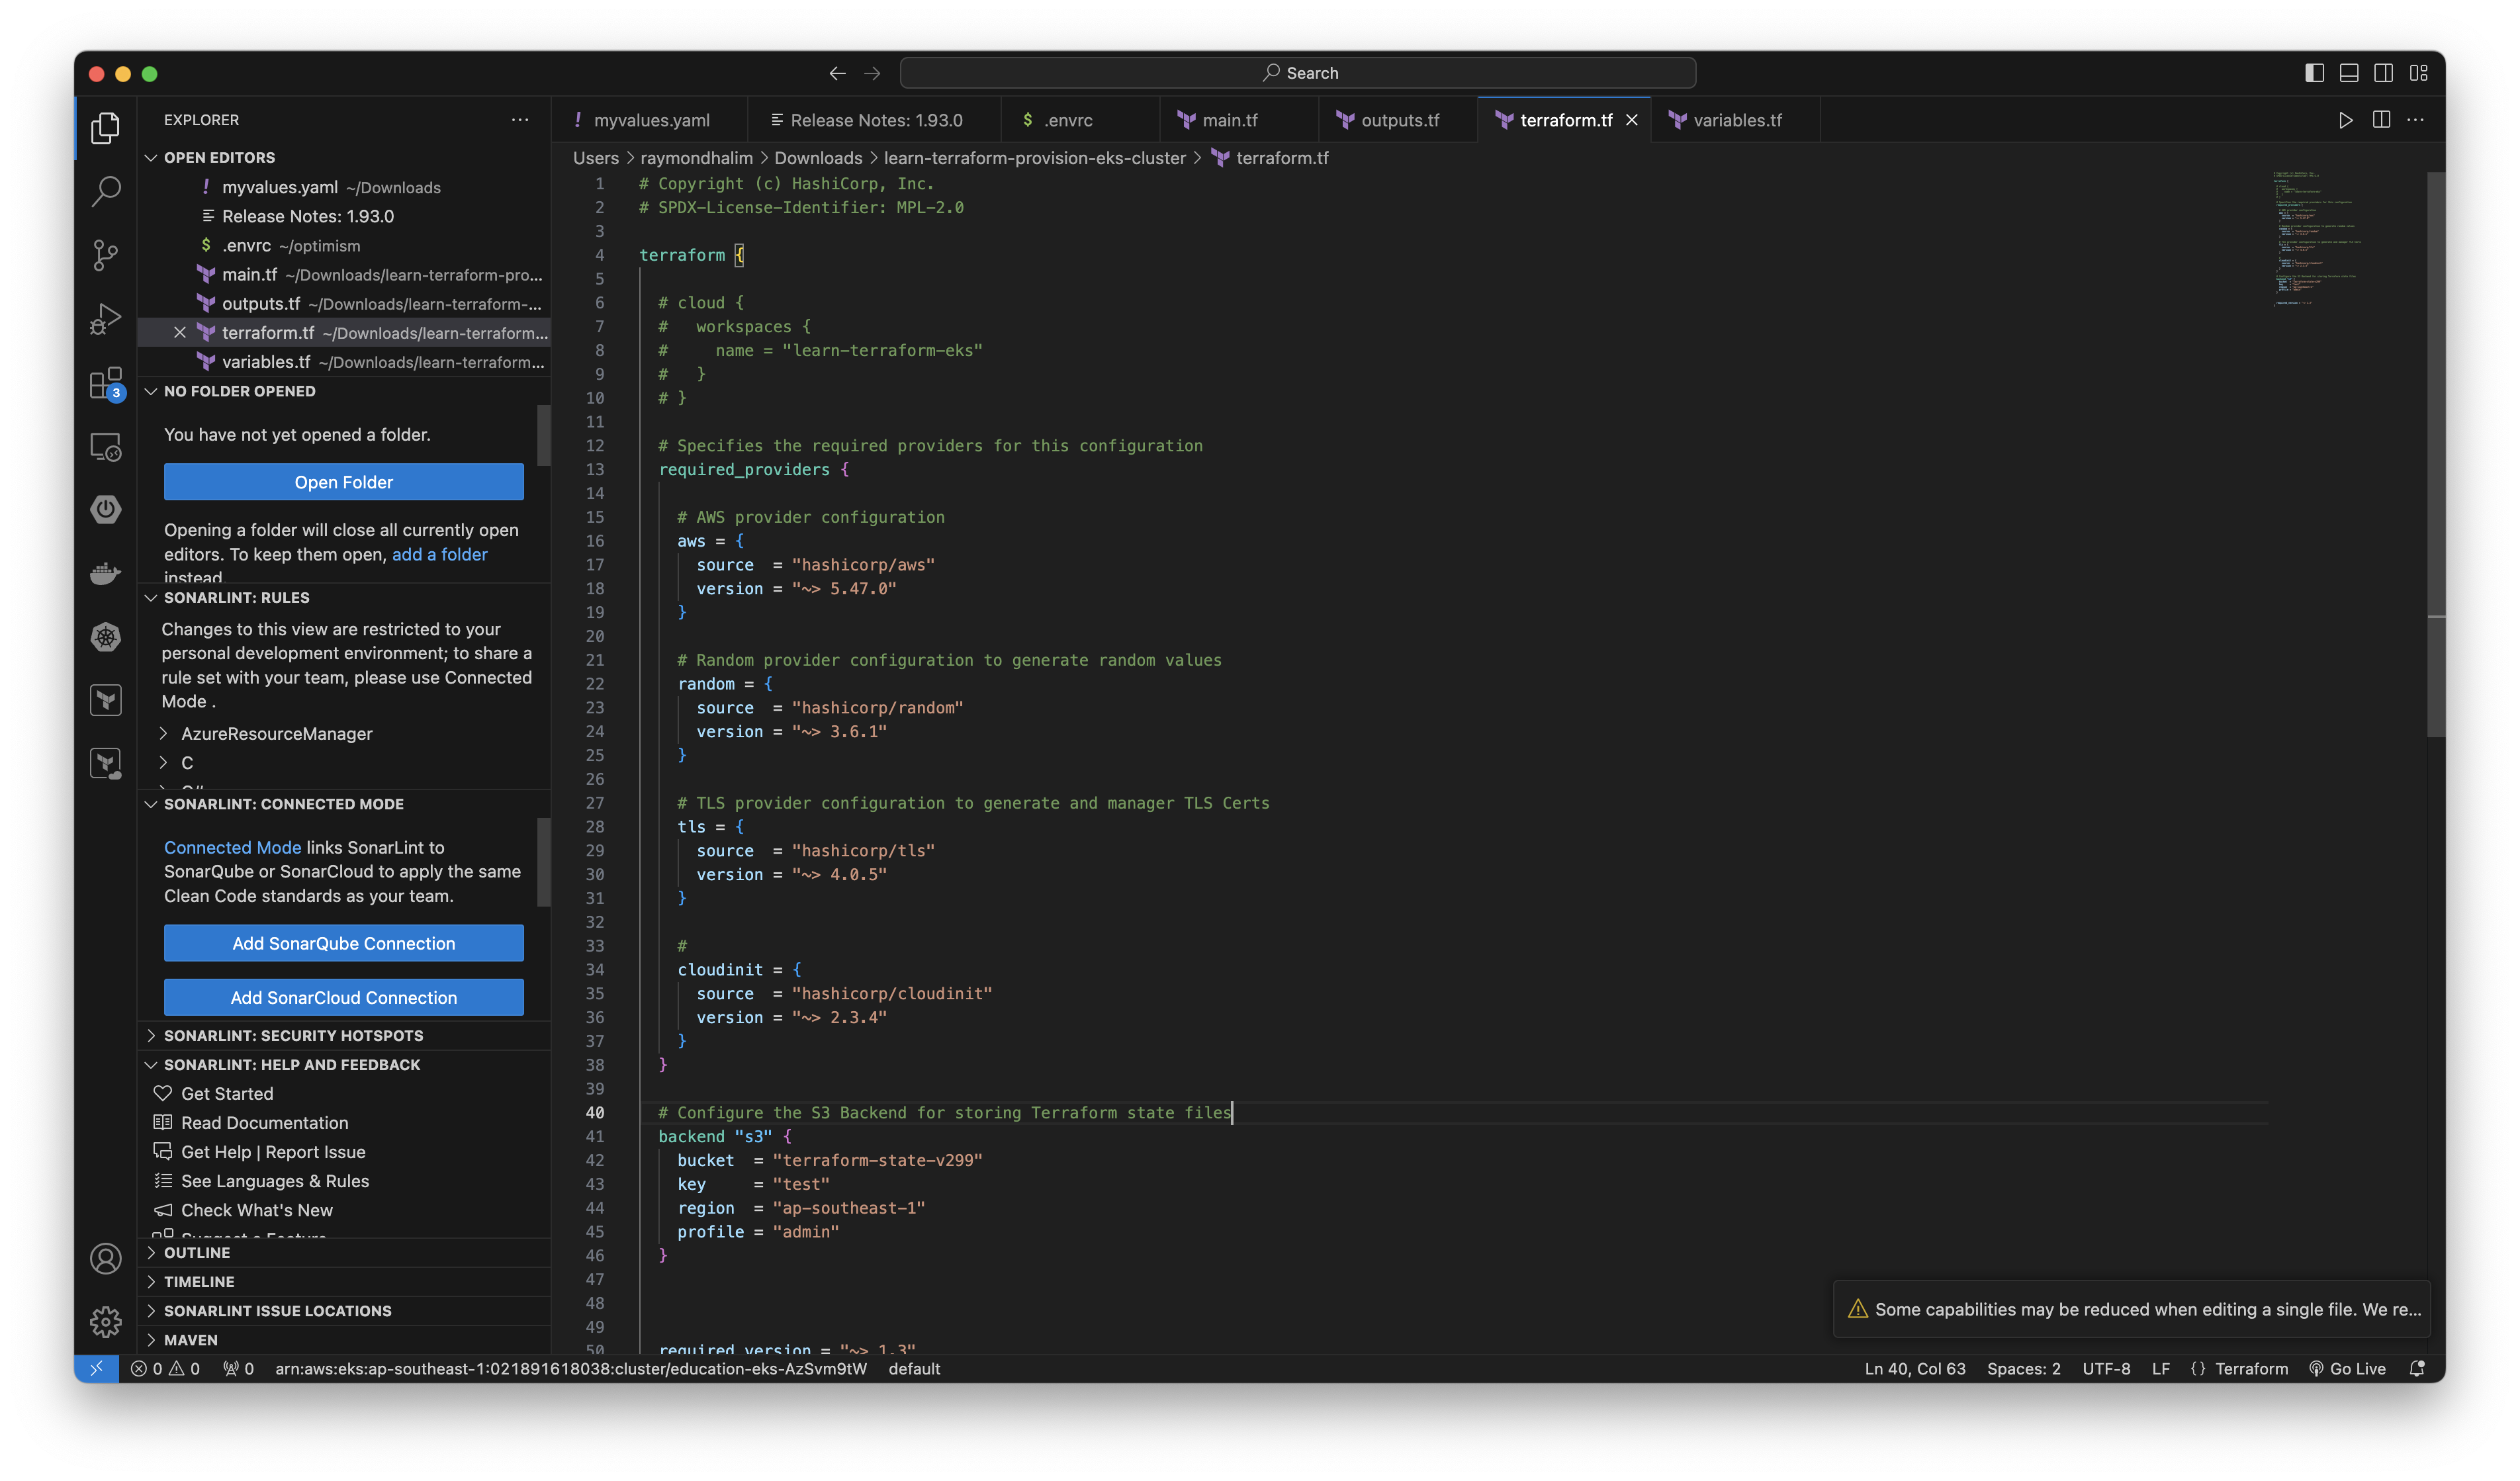 Search
EXPLORER
OPEN EDITORS
! myvalues.yaml ~/Downloads
Release Notes: 1.93.0
$ .envrc ~/optimism
main.tf ~/Downloads/learn-terraform-pro...
outputs.tf ~/Downloads/learn-terraform-...
terraform.tf ~/Downloads/learn-terraform...
variables.tf ~/Downloads/learn-terraform...
NO FOLDER OPENED
You have not yet opened a folder.
Open Folder
Opening a folder will close all currently open
editors. To keep them open, add a folder
instead.
SONARLINT: RULES
Changes to this view are restricted to your
personal development environment; to share a
rule set with your team, please use Connected
Mode .
AzureResourceManager
C
C#
SONARLINT: CONNECTED MODE
Connected Mode links SonarLint to
SonarQube or SonarCloud to apply the same
Clean Code standards as your team.
Add SonarQube Connection
Add SonarCloud Connection
SONARLINT: SECURITY HOTSPOTS
SONARLINT: HELP AND FEEDBACK
Get Started
Read Documentation
Get Help | Report Issue
See Languages & Rules
Check What's New
Suggest a Feature
OUTLINE
TIMELINE
SONARLINT ISSUE LOCATIONS
MAVEN
3
! myvalues.yaml Release Notes: 1.93.0 $ .envrc main.tf outputs.tf terraform.tf variables.tf
Users > raymondhalim > Downloads > learn-terraform-provision-eks-cluster > terraform.tf
1 # Copyright (c) HashiCorp, Inc.
2 # SPDX-License-Identifier: MPL-2.0
3
4 terraform {
5
6 # cloud {
7 # workspaces {
8 # name = "learn-terraform-eks"
9 # }
10 # }
11
12 # Specifies the required providers for this configuration
13 required_providers {
14
15 # AWS provider configuration
16 aws = {
17 source = "hashicorp/aws"
18 version = "~> 5.47.0"
19 }
20
21 # Random provider configuration to generate random values
22 random = {
23 source = "hashicorp/random"
24 version = "~> 3.6.1"
25 }
26
27 # TLS provider configuration to generate and manager TLS Certs
28 tls = {
29 source = "hashicorp/tls"
30 version = "~> 4.0.5"
31 }
32
33 #
34 cloudinit = {
35 source = "hashicorp/cloudinit"
36 version = "~> 2.3.4"
37 }
38 }
39
40 # Configure the S3 Backend for storing Terraform state files
41 backend "s3" {
42 bucket = "terraform-state-v299"
43 key = "test"
44 region = "ap-southeast-1"
45 profile = "admin"
46 }
47
48
49
50 required_version = "~> 1.3"
Some capabilities may be reduced when editing a single file. We re...
0 0 0 arn:aws:eks:ap-southeast-1:021891618038:cluster/education-eks-AzSvm9tW default
Ln 40, Col 63 Spaces: 2 UTF-8 LF {} Terraform Go Live